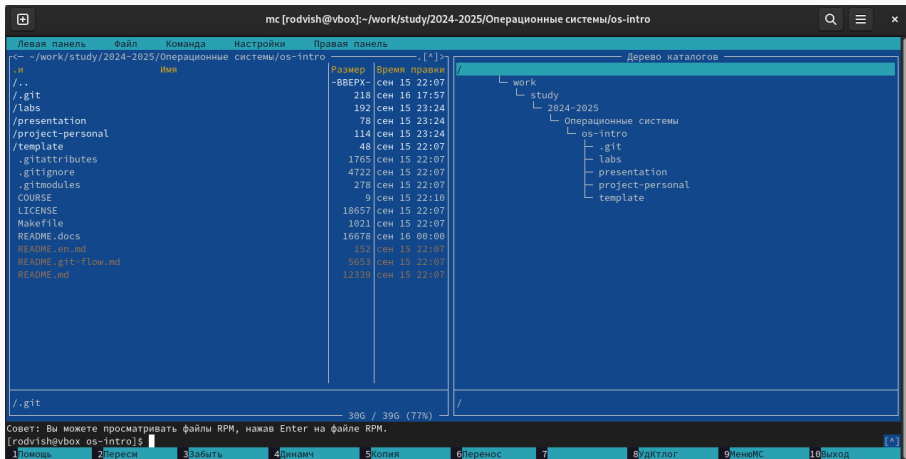 mc [rodvish@vbox]:~/work/study/2024-2025/Операционные системы/os-intro
Левая панель Файл Команда Настройки Правая панель
<— ~/work/study/2024-2025/Операционные системы/os-intro .[^]>
.и Имя Размер Время правки
/.. -ВВЕРХ- сен 15 22:07
/.git 218 сен 16 17:57
/labs 192 сен 15 23:24
/presentation 78 сен 15 23:24
/project-personal 114 сен 15 23:24
/template 48 сен 15 22:07
.gitattributes 1765 сен 15 22:07
.gitignore 4722 сен 15 22:07
.gitmodules 278 сен 15 22:07
COURSE 9 сен 15 22:10
LICENSE 18657 сен 15 22:07
Makefile 1021 сен 15 22:07
README.docs 16678 сен 16 00:00
README.en.md 152 сен 15 22:07
README.git-flow.md 5653 сен 15 22:07
README.md 12339 сен 15 22:07
/.git
30G / 39G (77%)
Дерево каталогов
/
work
study
2024-2025
Операционные системы
os-intro
.git
labs
presentation
project-personal
template
/
Совет: Вы можете просматривать файлы RPM, нажав Enter на файле RPM.
[rodvish@vbox os-intro]$ [^]
1Помощь 2Пересм 3Забыть 4Динамч 5Копия 6Перенос 7 8УдКтлог 9МенюМС 10Выход